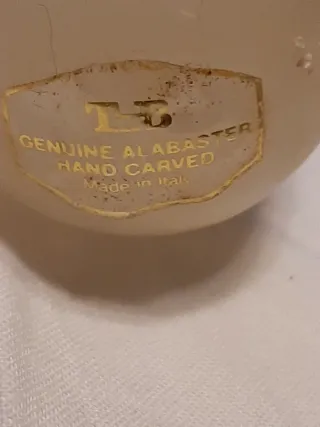 GENUINE ALABASTER
HAND CARVED
Made in Italy